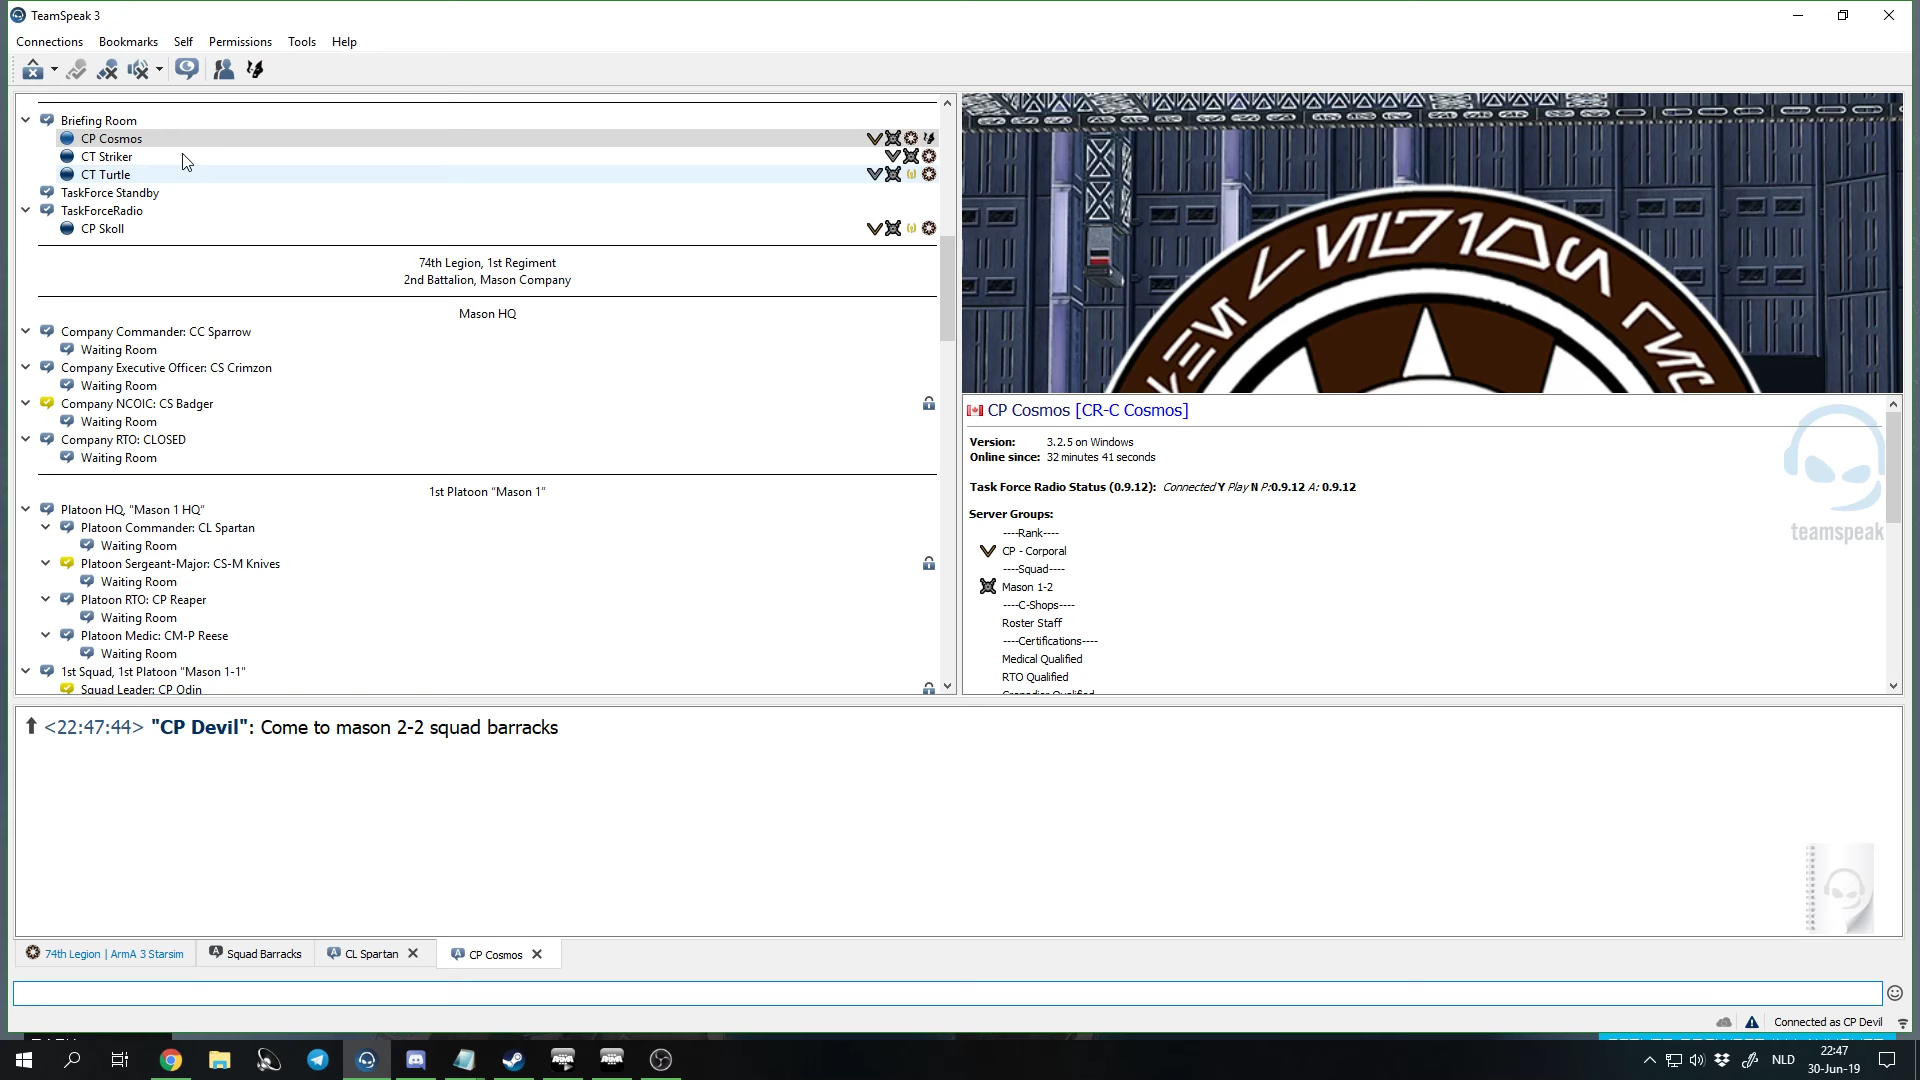 TeamSpeak 3
Connections Bookmarks Self Permissions Tools Help
Briefing Room
CP Cosmos
CT Striker
CT Turtle
TaskForce Standby
TaskForceRadio
CP Skoll
74th Legion, 1st Regiment
2nd Battalion, Mason Company
Mason HQ
Company Commander: CC Sparrow
Waiting Room
Company Executive Officer: CS Crimzon
Waiting Room
Company NCOIC: CS Badger
Waiting Room
Company RTO: CLOSED
Waiting Room
1st Platoon "Mason 1"
Platoon HQ, "Mason 1 HQ"
Platoon Commander: CL Spartan
Waiting Room
Platoon Sergeant-Major: CS-M Knives
Waiting Room
Platoon RTO: CP Reaper
Waiting Room
Platoon Medic: CM-P Reese
Waiting Room
1st Squad, 1st Platoon "Mason 1-1"
Squad Leader: CP Odin
CP Cosmos [CR-C Cosmos]
Version: 3.2.5 on Windows
Online since: 32 minutes 41 seconds
Task Force Radio Status (0.9.12): Connected Y Play N P:0.9.12 A: 0.9.12
Server Groups:
----Rank----
CP - Corporal
----Squad----
Mason 1-2
----C-Shops----
Roster Staff
----Certifications----
Medical Qualified
RTO Qualified
Grenadier Qualified
teamspeak
<22:47:44> "CP Devil": Come to mason 2-2 squad barracks
74th Legion | ArmA 3 Starsim
Squad Barracks
CL Spartan
CP Cosmos
Connected as CP Devil
NLD
22:47
30-Jun-19